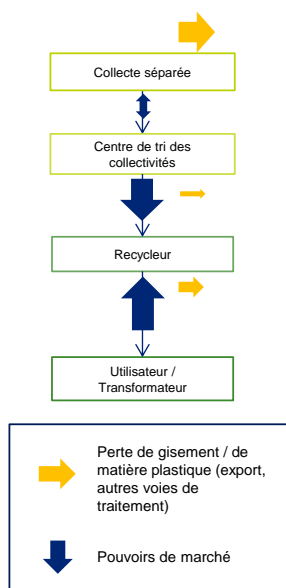 Collecte séparée
Centre de tri des
collectivités
Recycleur
Utilisateur /
Transformateur
Perte de gisement / de
matière plastique (export,
autres voies de
traitement)
Pouvoirs de marché